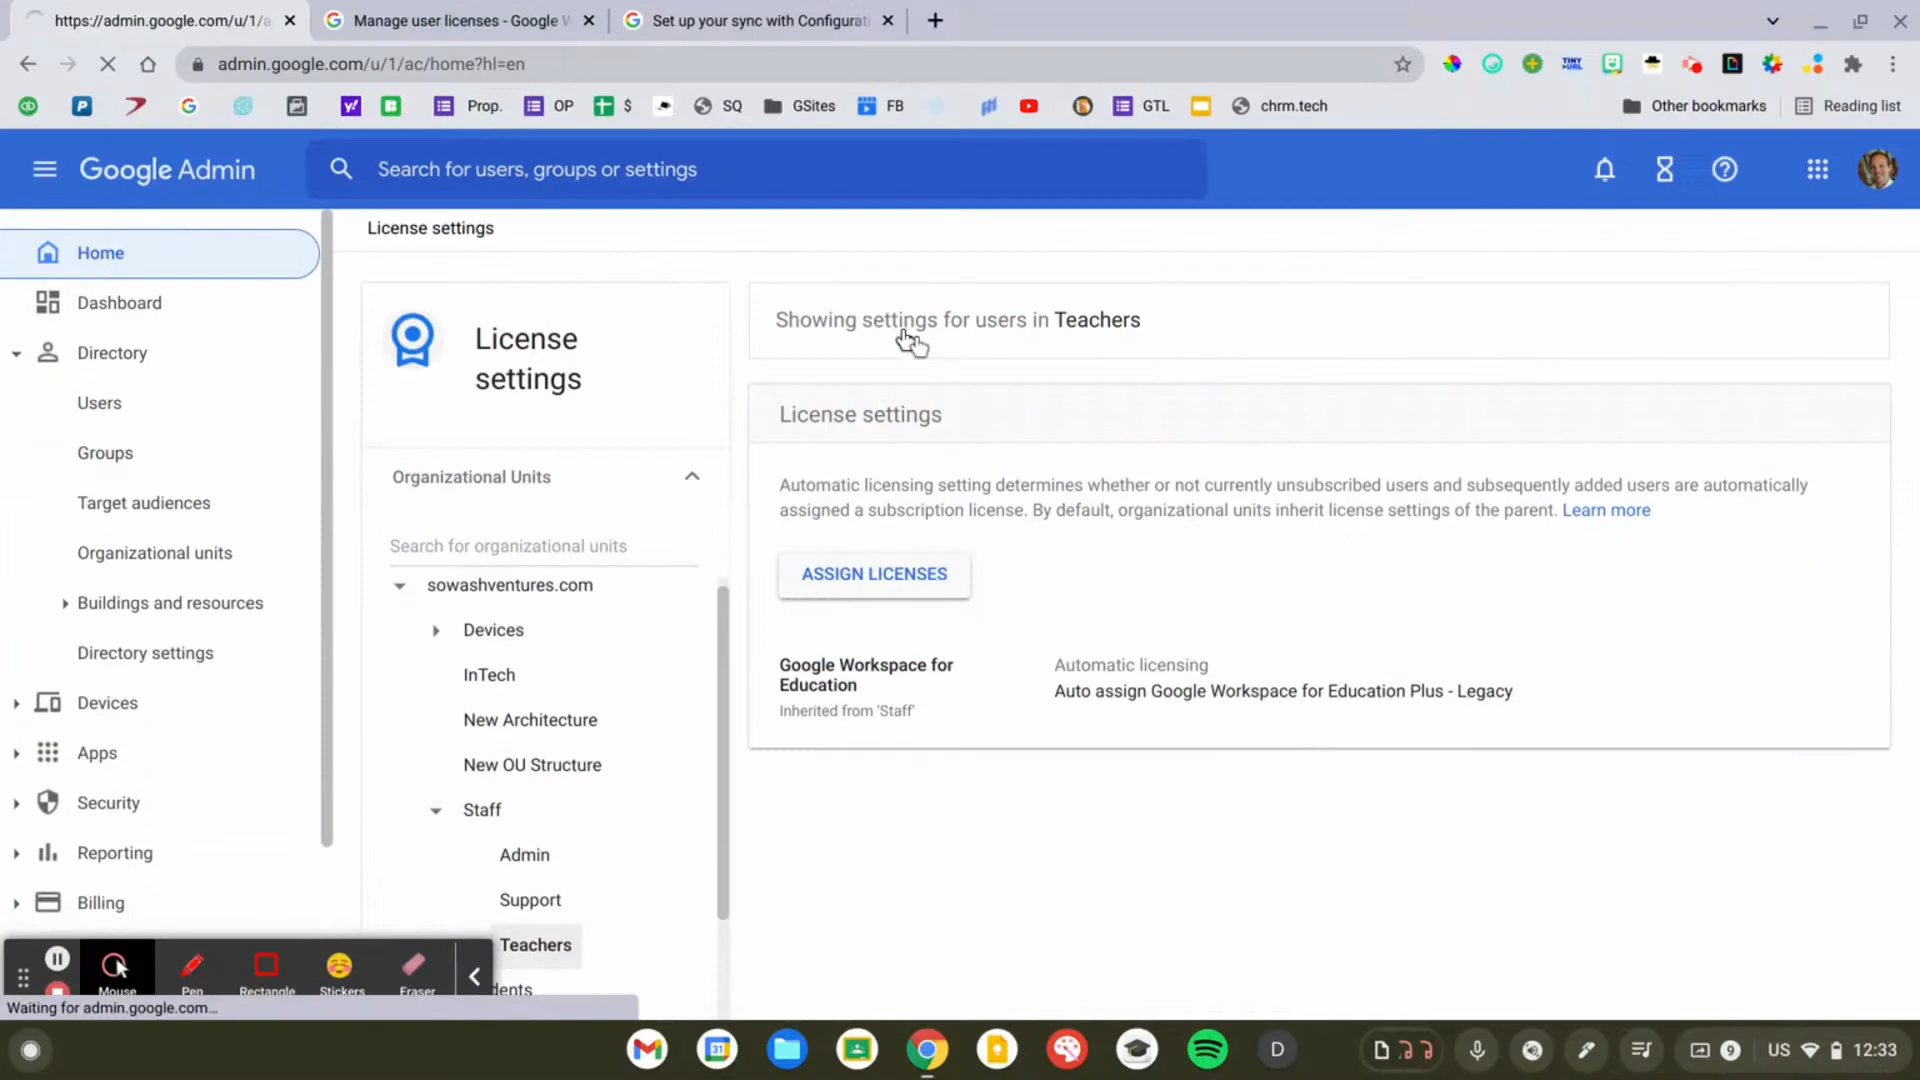 https://admin.google.com/u/1/a
Manage user licenses - Google W
Set up your sync with Configurati
admin.google.com/u/1/ac/home?hl=en
TINY
URL
Prop.
OP
$
SQ
GSites
FB
GTL
chrm.tech
Other bookmarks
Reading list
Google Admin
Search for users, groups or settings
License settings
Home
Dashboard
Directory
Users
Groups
Target audiences
Organizational units
Buildings and resources
Directory settings
Devices
Apps
Security
Reporting
Billing
License
settings
Organizational Units
Search for organizational units
sowashventures.com
Devices
InTech
New Architecture
New OU Structure
Staff
Admin
Support
Teachers
dents
Showing settings for users in Teachers
License settings
Automatic licensing setting determines whether or not currently unsubscribed users and subsequently added users are automatically
assigned a subscription license. By default, organizational units inherit license settings of the parent. Learn more
ASSIGN LICENSES
Google Workspace for
Education
Inherited from 'Staff'
Automatic licensing
Auto assign Google Workspace for Education Plus - Legacy
Mouse
Pen
Rectangle
Stickers
Eraser
Waiting for admin.google.com...
31
D
9
US
12:33